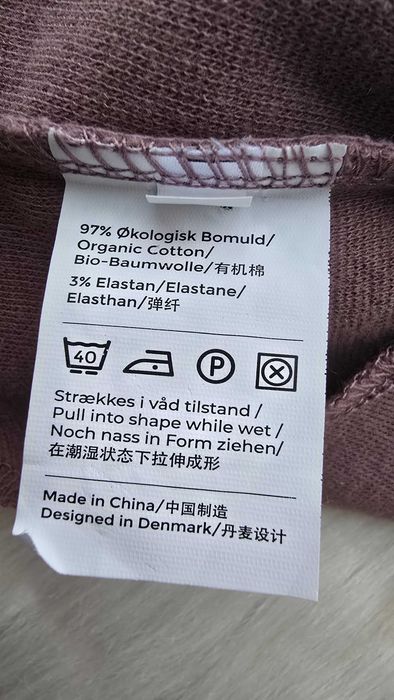 97% Økologisk Bomuld/
Organic Cotton/
Bio-Baumwolle/有机棉
3% Elastan/Elastane/
Elasthan/弹纤
40
P
Strækkes i våd tilstand /
Pull into shape while wet /
Noch nass in Form ziehen/
在潮湿状态下拉伸成形
Made in China/中国制造
Designed in Denmark/丹麦设计